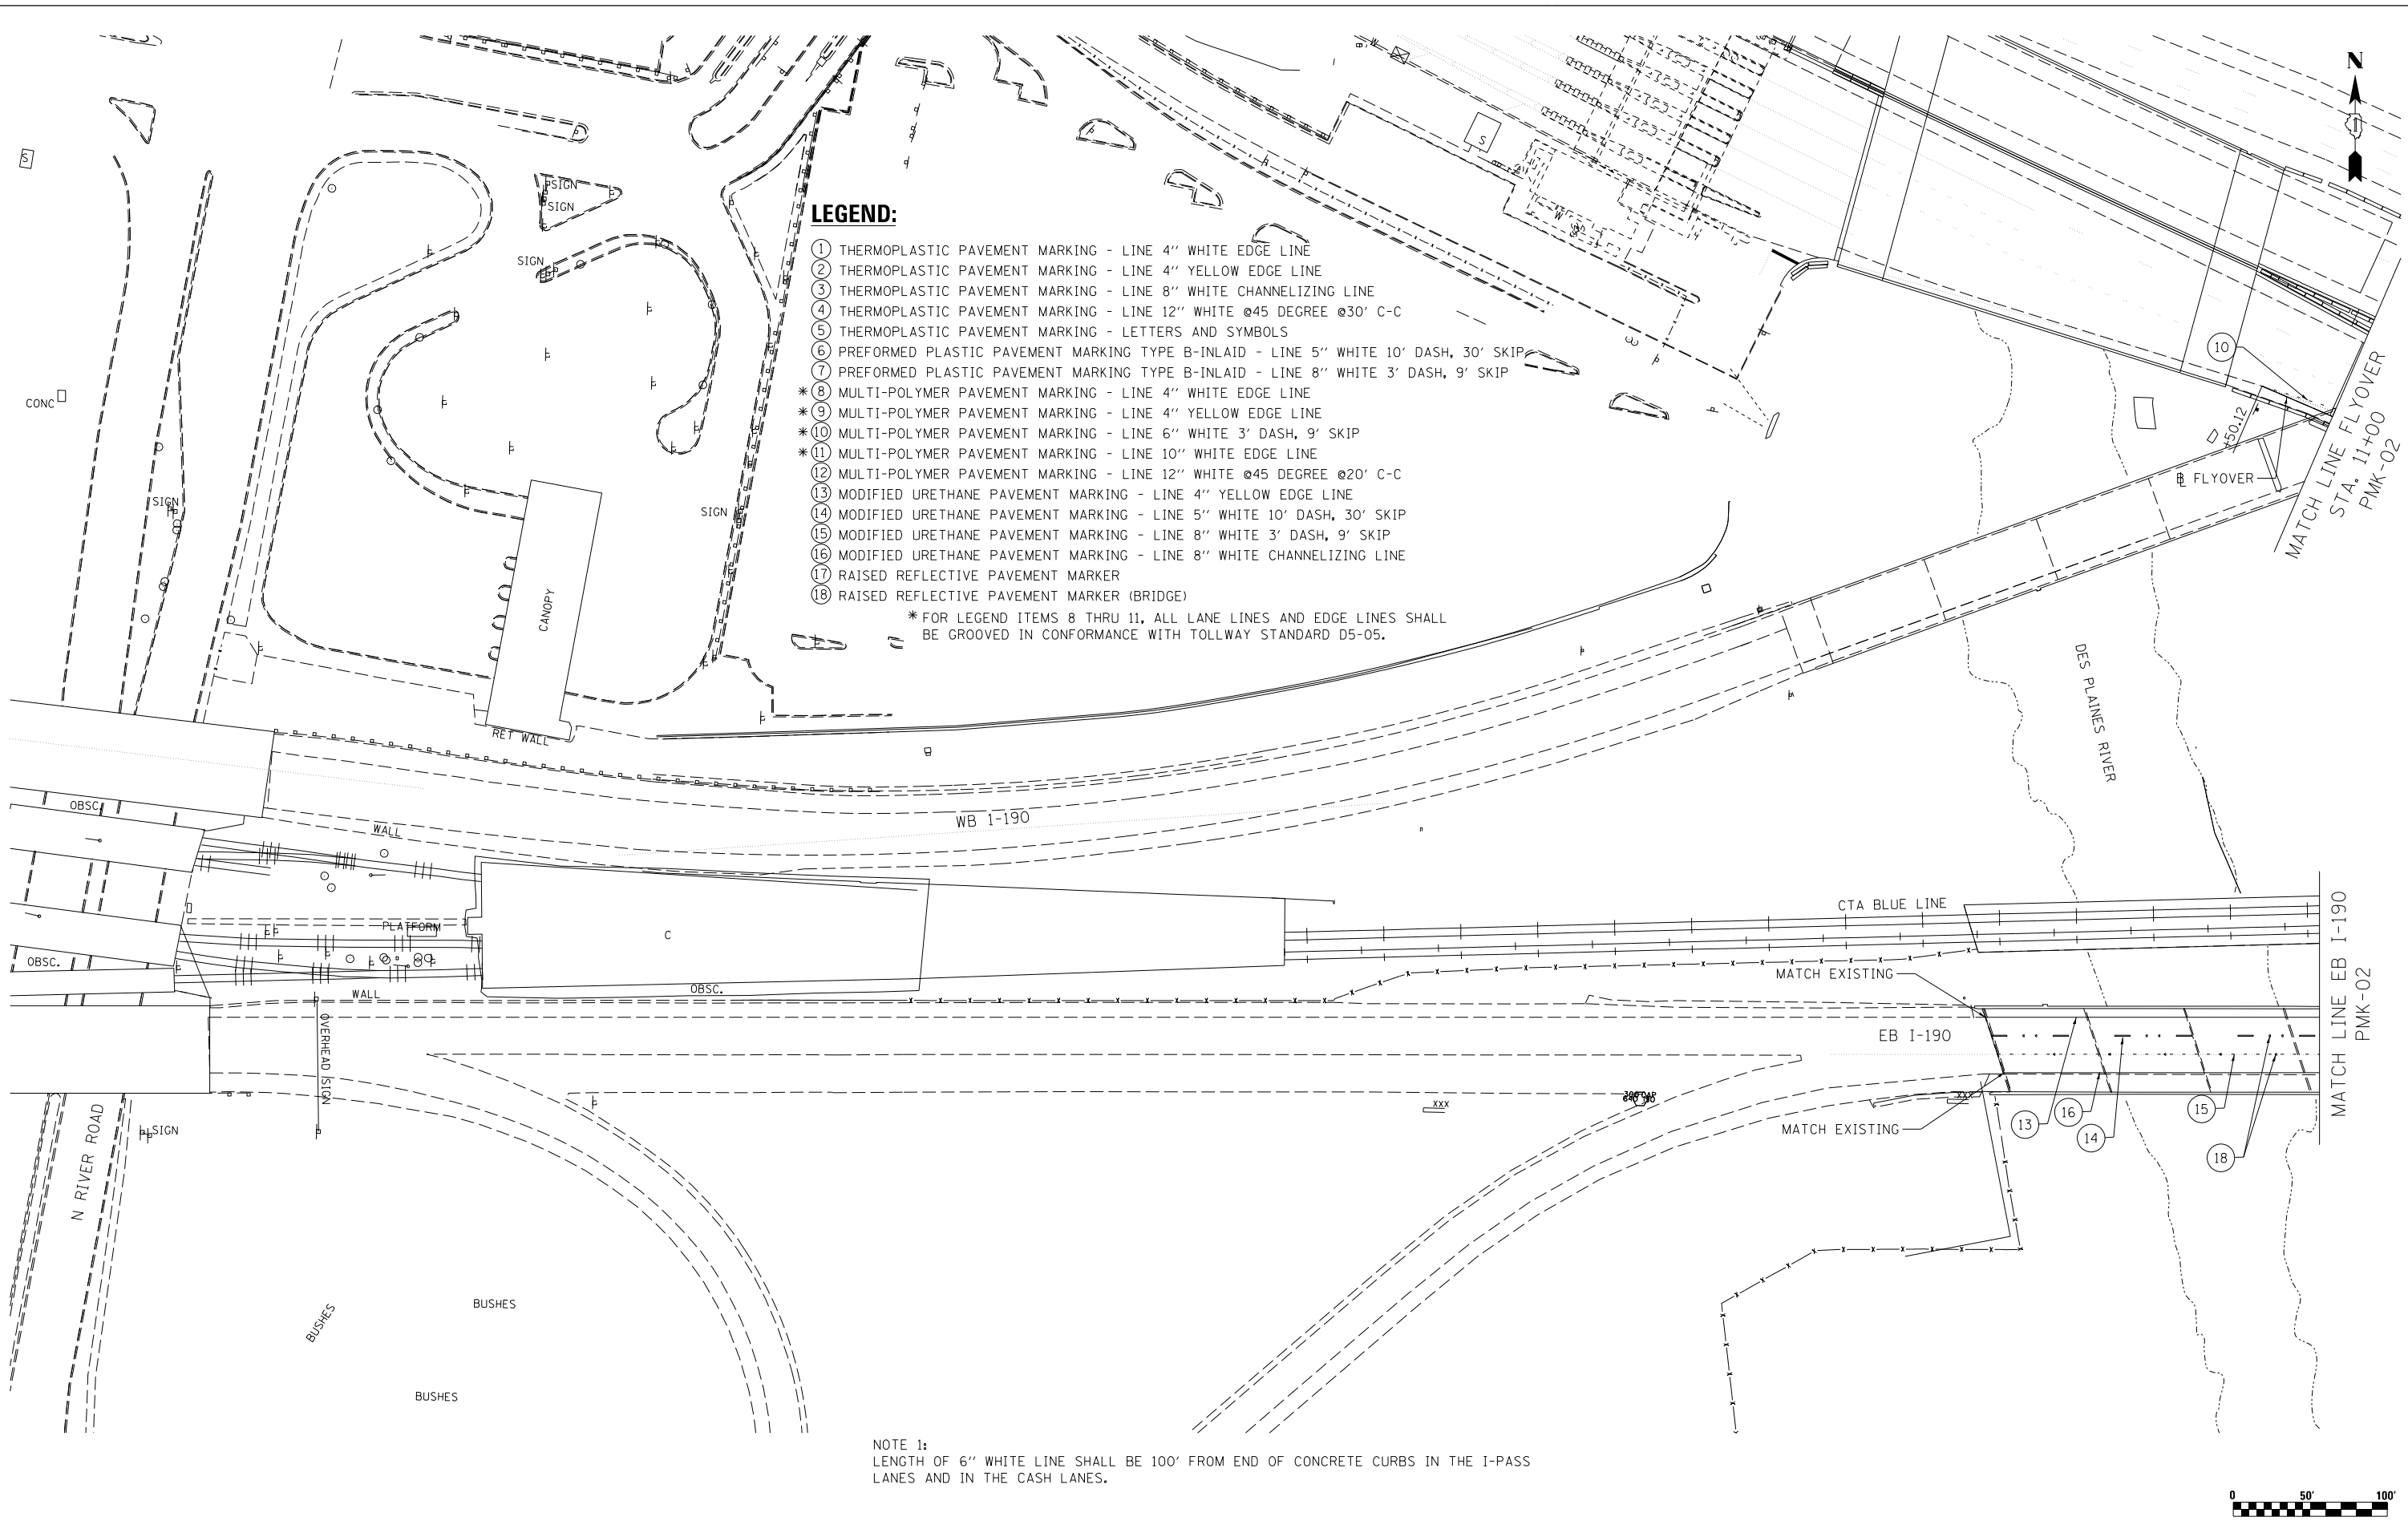 N
S
S
W
W
SIGN
SIGN
SIGN
CONC
SIGN
SIGN
CANOPY
RET WALL
LEGEND:
1 THERMOPLASTIC PAVEMENT MARKING - LINE 4'' WHITE EDGE LINE
2 THERMOPLASTIC PAVEMENT MARKING - LINE 4'' YELLOW EDGE LINE
3 THERMOPLASTIC PAVEMENT MARKING - LINE 8'' WHITE CHANNELIZING LINE
4 THERMOPLASTIC PAVEMENT MARKING - LINE 12'' WHITE @45 DEGREE @30' C-C
5 THERMOPLASTIC PAVEMENT MARKING - LETTERS AND SYMBOLS
6 PREFORMED PLASTIC PAVEMENT MARKING TYPE B-INLAID - LINE 5'' WHITE 10' DASH, 30' SKIP
7 PREFORMED PLASTIC PAVEMENT MARKING TYPE B-INLAID - LINE 8'' WHITE 3' DASH, 9' SKIP
*8 MULTI-POLYMER PAVEMENT MARKING - LINE 4'' WHITE EDGE LINE
*9 MULTI-POLYMER PAVEMENT MARKING - LINE 4'' YELLOW EDGE LINE
*10 MULTI-POLYMER PAVEMENT MARKING - LINE 6'' WHITE 3' DASH, 9' SKIP
*11 MULTI-POLYMER PAVEMENT MARKING - LINE 10'' WHITE EDGE LINE
12 MULTI-POLYMER PAVEMENT MARKING - LINE 12'' WHITE @45 DEGREE @20' C-C
13 MODIFIED URETHANE PAVEMENT MARKING - LINE 4'' YELLOW EDGE LINE
14 MODIFIED URETHANE PAVEMENT MARKING - LINE 5'' WHITE 10' DASH, 30' SKIP
15 MODIFIED URETHANE PAVEMENT MARKING - LINE 8'' WHITE 3' DASH, 9' SKIP
16 MODIFIED URETHANE PAVEMENT MARKING - LINE 8'' WHITE CHANNELIZING LINE
17 RAISED REFLECTIVE PAVEMENT MARKER
18 RAISED REFLECTIVE PAVEMENT MARKER (BRIDGE)
* FOR LEGEND ITEMS 8 THRU 11, ALL LANE LINES AND EDGE LINES SHALL
BE GROOVED IN CONFORMANCE WITH TOLLWAY STANDARD D5-05.
10
+50.12
℄ FLYOVER
MATCH LINE FLYOVER
STA. 11+00
PMK-02
DES PLAINES RIVER
OBSC.
WALL
WB I-190
PLATFORM
C
OBSC.
WALL
OBSC.
CTA BLUE LINE
MATCH EXISTING
EB I-190
MATCH LINE EB I-190
PMK-02
OVERHEAD SIGN
SIGN
N RIVER ROAD
XXX
XXX
MATCH EXISTING
13
16
14
15
18
BUSHES
BUSHES
BUSHES
NOTE 1:
LENGTH OF 6'' WHITE LINE SHALL BE 100' FROM END OF CONCRETE CURBS IN THE I-PASS
LANES AND IN THE CASH LANES.
0 50' 100'